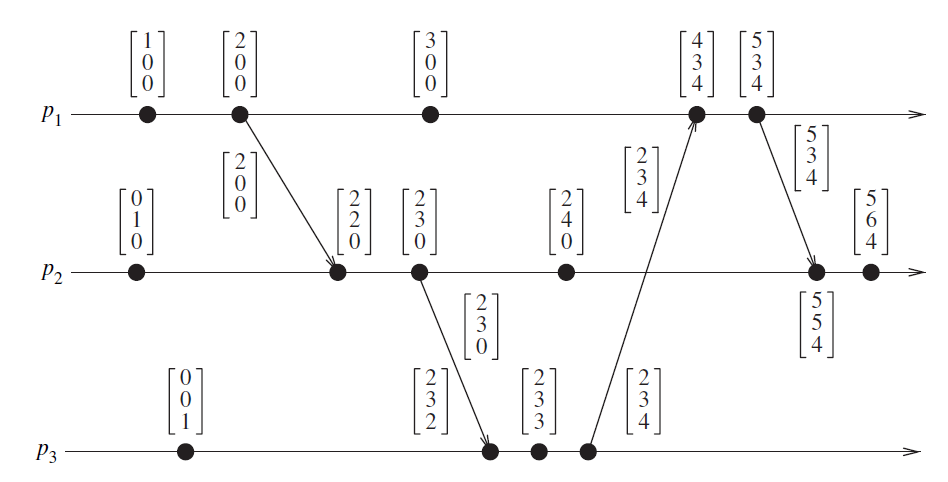 [1 0 0] [2 0 0] [3 0 0] [4 3 4] [5 3 4]
p1
[2 0 0] [2 3 4] [5 3 4]
[0 1 0] [2 2 0] [2 3 0] [2 4 0] [5 6 4]
p2
[2 3 0] [5 5 4]
[0 0 1] [2 3 2] [2 3 3] [2 3 4]
p3